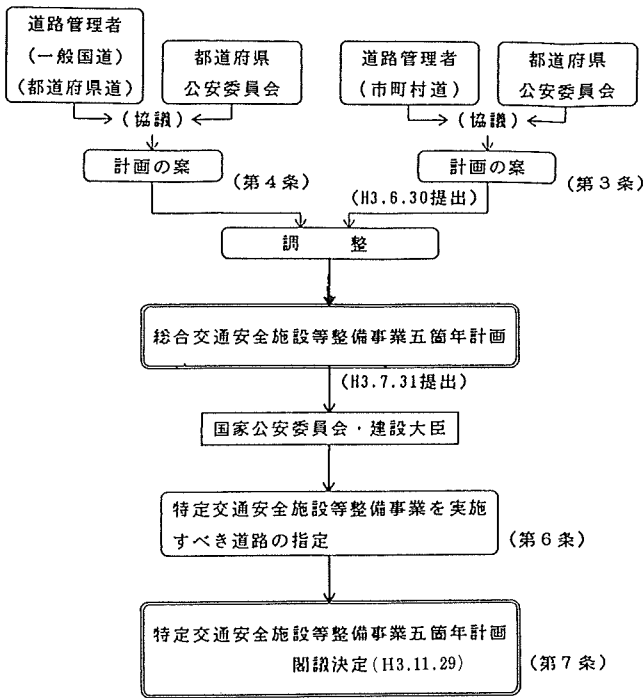 道路管理者
(一般国道)
(都道府県道)
都道府県
公安委員会
道路管理者
(市町村道)
都道府県
公安委員会
(協議)
(協議)
計画の案
(第4条)
計画の案
(第3条)
(H3.6.30提出)
調 整
総合交通安全施設等整備事業五箇年計画
(H3.7.31提出)
国家公安委員会・建設大臣
特定交通安全施設等整備事業を実施
すべき道路の指定
(第6条)
特定交通安全施設等整備事業五箇年計画
閣議決定(H3.11.29)
(第7条)